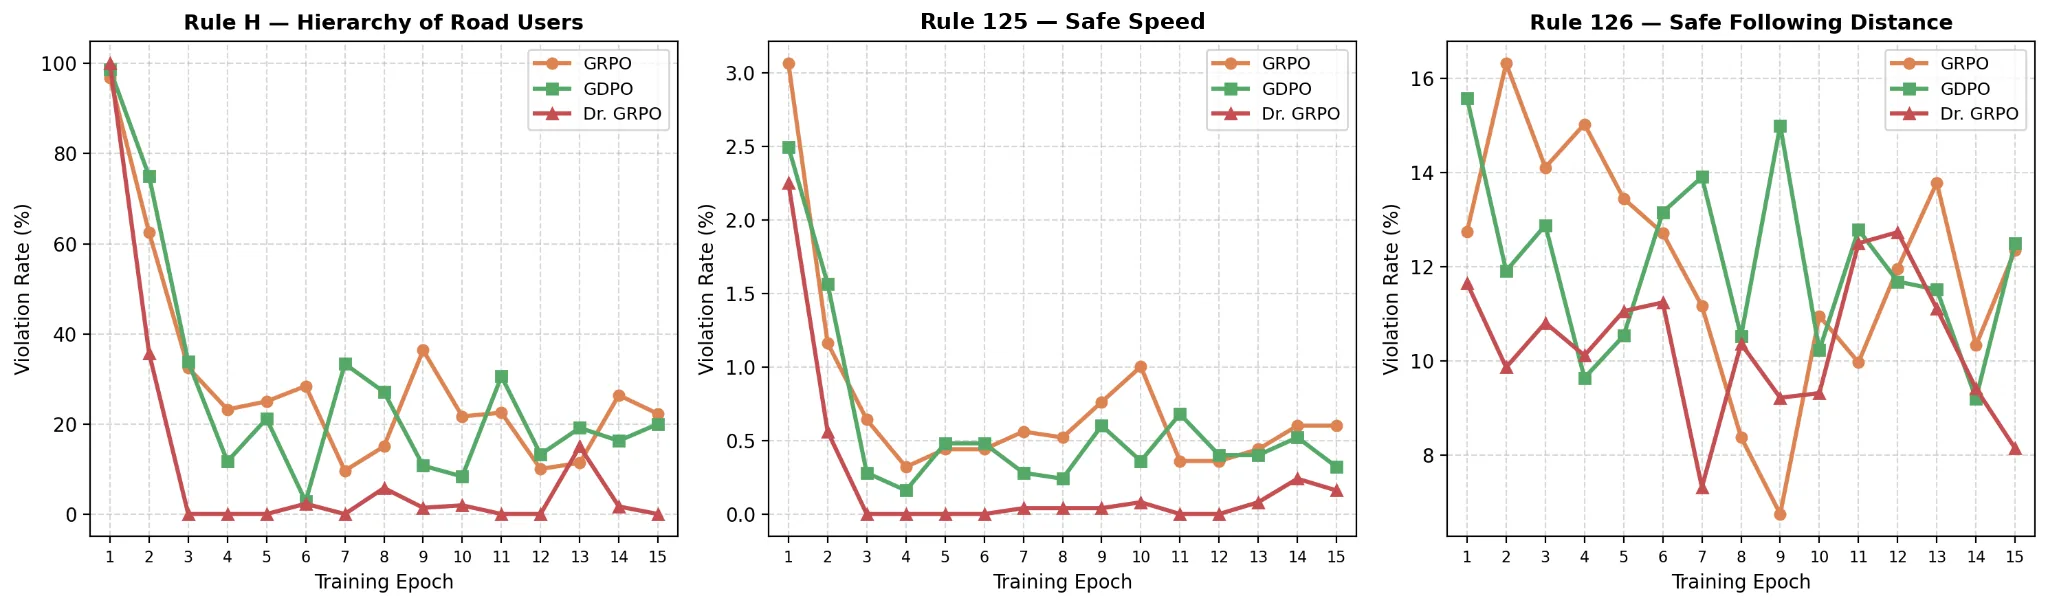 Rule H — Hierarchy of Road Users
Violation Rate (%)
100
80
60
40
20
0
GRPO
GDPO
Dr. GRPO
1 2 3 4 5 6 7 8 9 10 11 12 13 14 15
Training Epoch
Rule 125 — Safe Speed
Violation Rate (%)
3.0
2.5
2.0
1.5
1.0
0.5
0.0
GRPO
GDPO
Dr. GRPO
1 2 3 4 5 6 7 8 9 10 11 12 13 14 15
Training Epoch
Rule 126 — Safe Following Distance
Violation Rate (%)
16
14
12
10
8
GRPO
GDPO
Dr. GRPO
1 2 3 4 5 6 7 8 9 10 11 12 13 14 15
Training Epoch